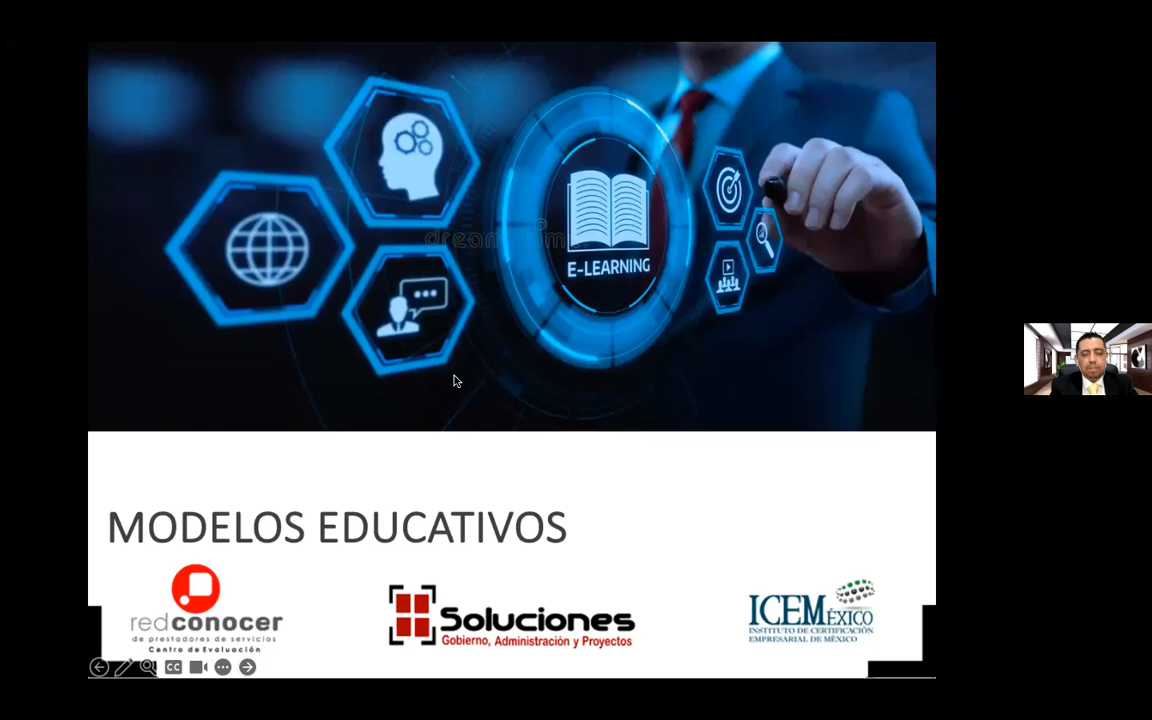 E-LEARNING
MODELOS EDUCATIVOS
redconocer
de prestadores de servicios
Centro de Evaluación
Soluciones
Gobierno, Administración y Proyectos
ICEMÉXICO
INSTITUTO DE CERTIFICACIÓN
EMPRESARIAL DE MÉXICO
CC